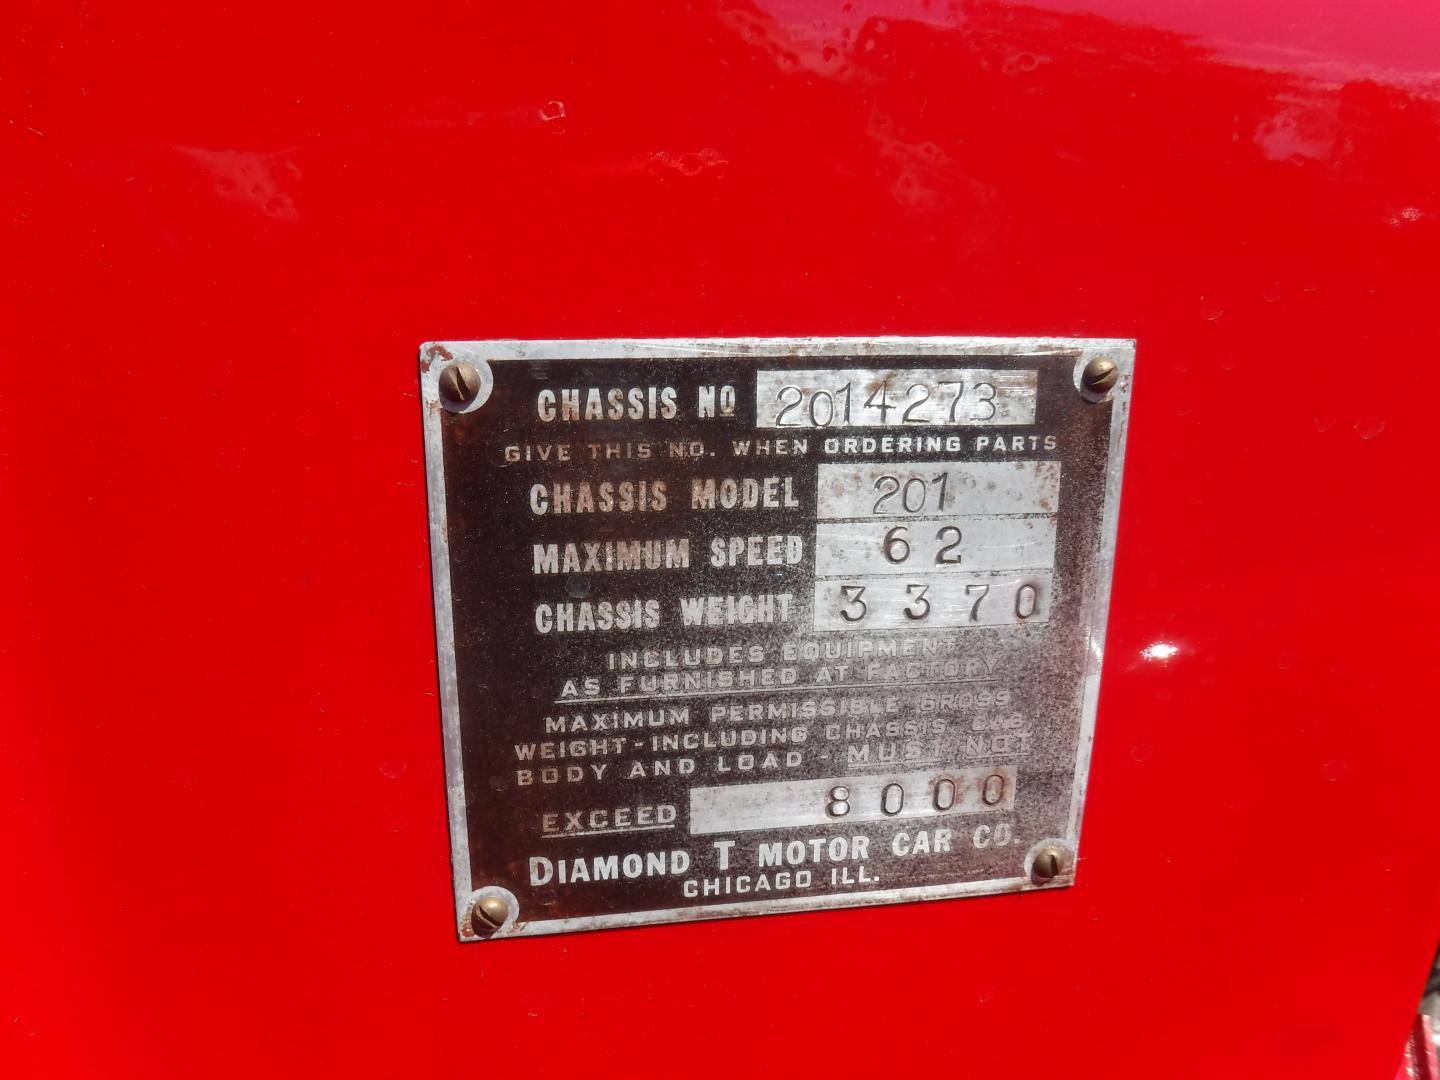 CHASSIS NO 2014273
GIVE THIS NO. WHEN ORDERING PARTS
CHASSIS MODEL 201
MAXIMUM SPEED 62
CHASSIS WEIGHT 3370
INCLUDES EQUIPMENT
AS FURNISHED AT FACTORY
MAXIMUM PERMISSIBLE GROSS
WEIGHT-INCLUDING CHASSIS CAB
BODY AND LOAD - MUST NOT
EXCEED 8000
DIAMOND T MOTOR CAR CO.
CHICAGO ILL.